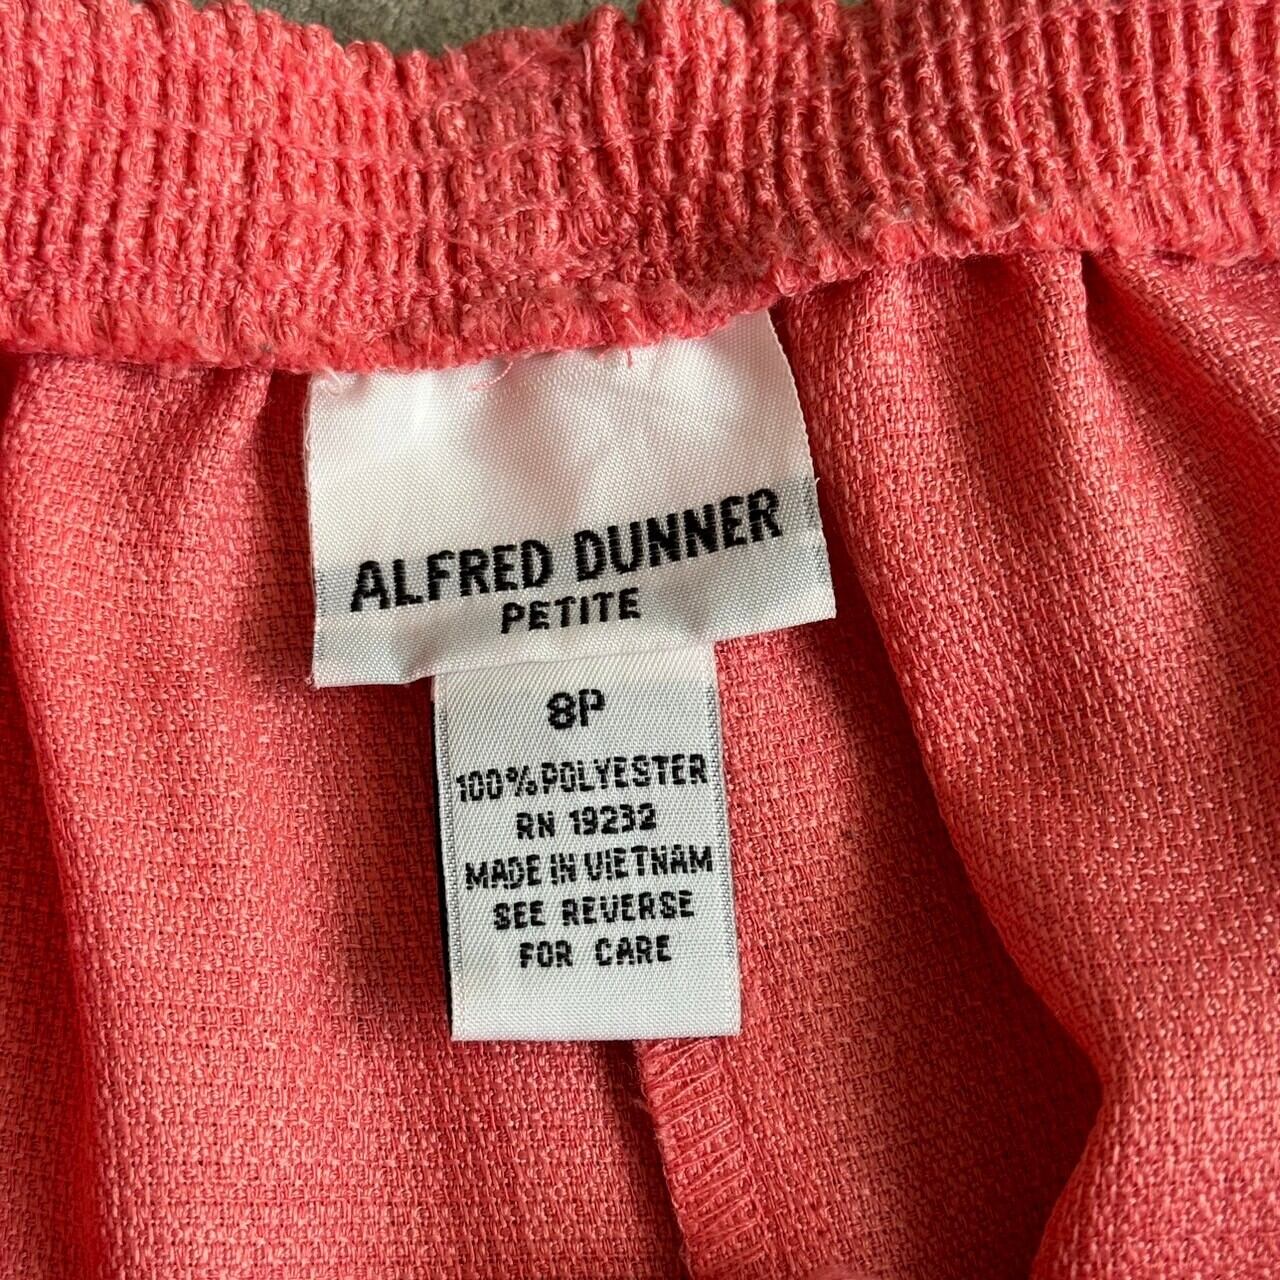 ALFRED DUNNER
PETITE
8P
100% POLYESTER
RN 19232
MADE IN VIETNAM
SEE REVERSE
FOR CARE